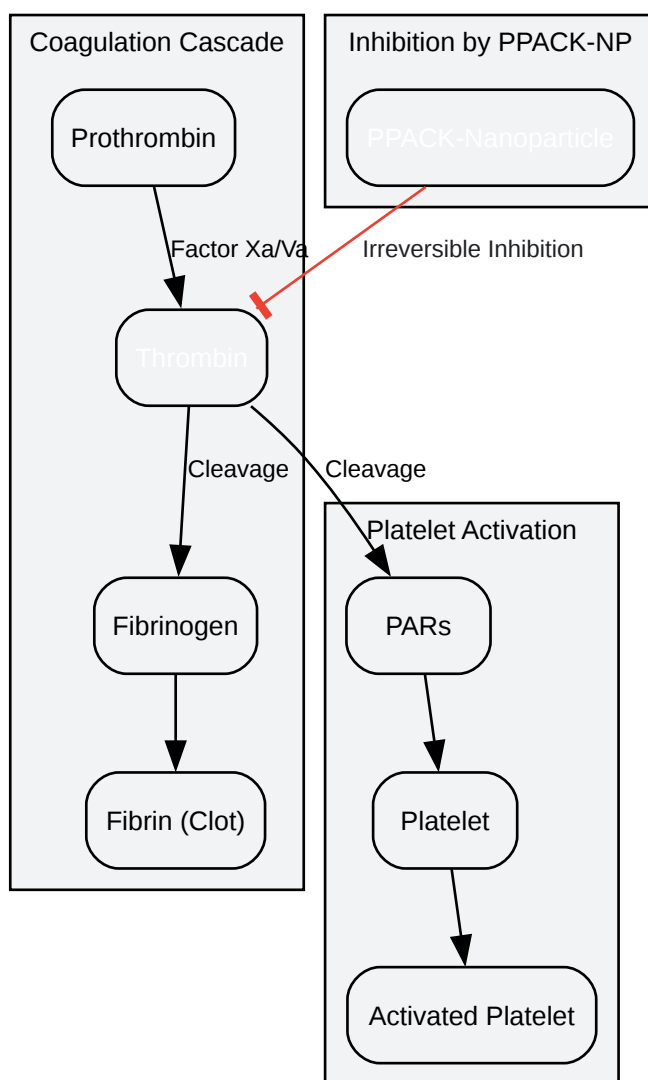 Coagulation Cascade
Inhibition by PPACK-NP
Prothrombin
PPACK-Nanoparticle
Factor Xa/Va
Irreversible Inhibition
Thrombin
Cleavage
Cleavage
Platelet Activation
Fibrinogen
PARs
Fibrin (Clot)
Platelet
Activated Platelet